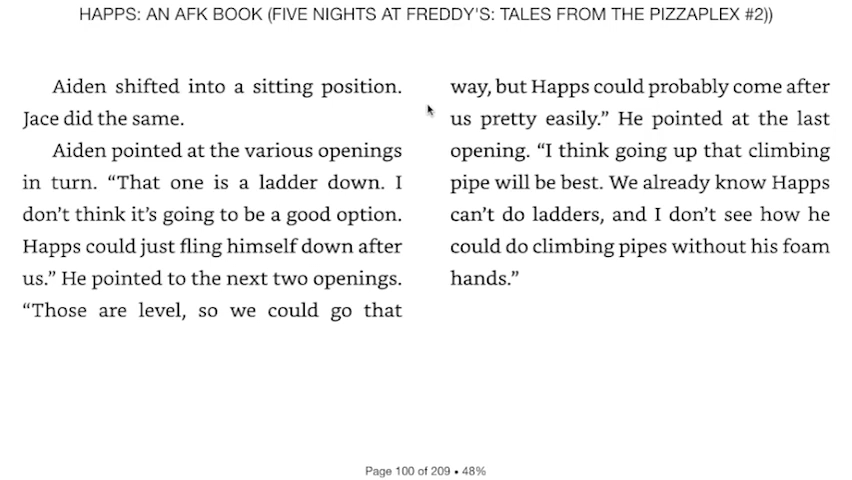 HAPPS: AN AFK BOOK (FIVE NIGHTS AT FREDDY'S: TALES FROM THE PIZZAPLEX #2))
Aiden shifted into a sitting position.
Jace did the same.
Aiden pointed at the various openings
in turn. “That one is a ladder down. I
don’t think it’s going to be a good option.
Happs could just fling himself down after
us.” He pointed to the next two openings.
“Those are level, so we could go that
way, but Happs could probably come after
us pretty easily.” He pointed at the last
opening. “I think going up that climbing
pipe will be best. We already know Happs
can’t do ladders, and I don’t see how he
could do climbing pipes without his foam
hands.”
Page 100 of 209 • 48%